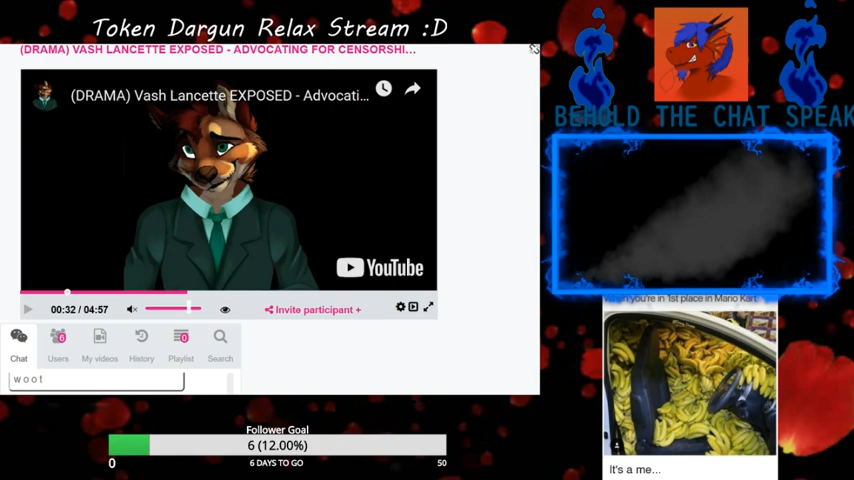 Token Dargun Relax Stream :D
(DRAMA) VASH LANCETTE EXPOSED - ADVOCATING FOR CENSORSHI...
(DRAMA) Vash Lancette EXPOSED - Advocati...
YouTube
00:32 / 04:57
Invite participant +
6
0
Chat
Users
My videos
History
Playlist
Search
woot
BEHOLD THE CHAT SPEAK
When you're in 1st place in Mario Kart
It's a me...
Follower Goal
6 (12.00%)
0
6 DAYS TO GO
50